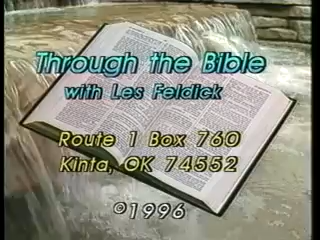 Through the Bible
with Les Feldick
Route 1 Box 760
Kinta, OK 74552
©1996